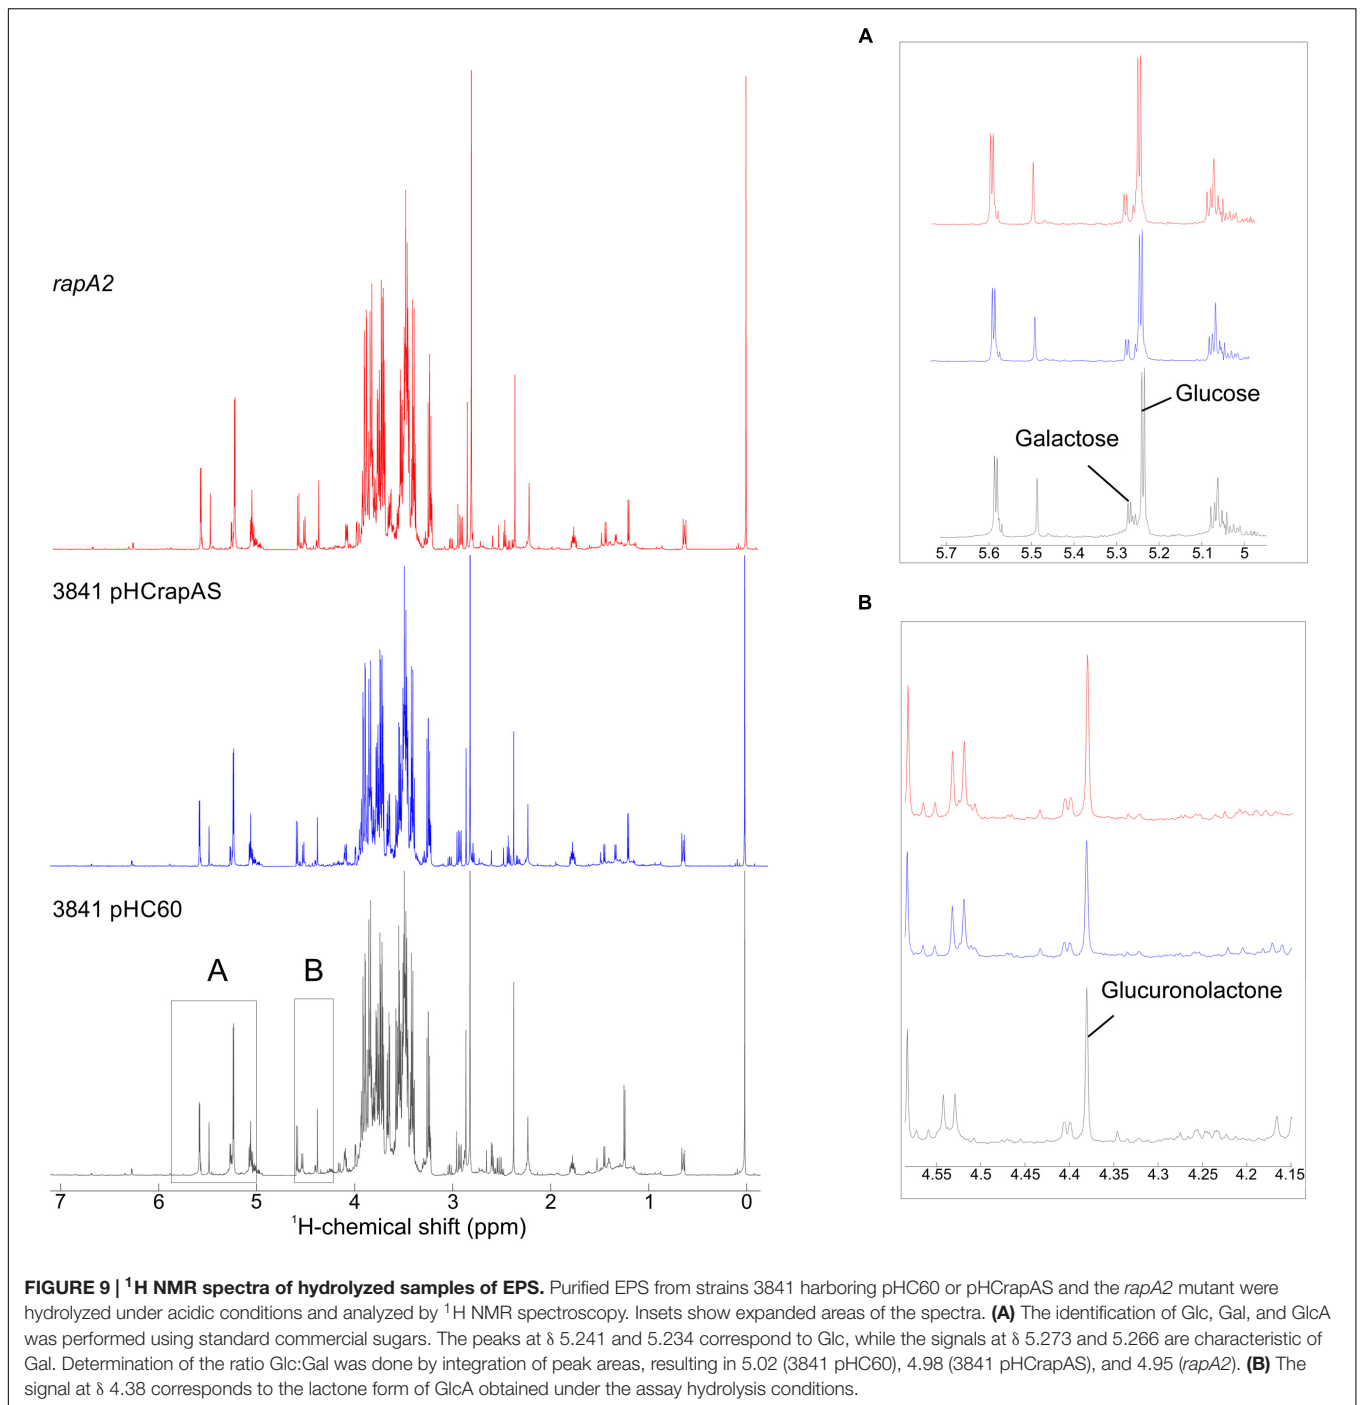 rapA2
3841 pHCrapAS
3841 pHC60
A
B
7 6 5 4 3 2 1 0
¹H-chemical shift (ppm)
A
Glucose
Galactose
5.7 5.6 5.5 5.4 5.3 5.2 5.1 5
B
Glucuronolactone
4.55 4.5 4.45 4.4 4.35 4.3 4.25 4.2 4.15
FIGURE 9 | ¹H NMR spectra of hydrolyzed samples of EPS. Purified EPS from strains 3841 harboring pHC60 or pHCrapAS and the rapA2 mutant were
hydrolyzed under acidic conditions and analyzed by ¹H NMR spectroscopy. Insets show expanded areas of the spectra. (A) The identification of Glc, Gal, and GlcA
was performed using standard commercial sugars. The peaks at δ 5.241 and 5.234 correspond to Glc, while the signals at δ 5.273 and 5.266 are characteristic of
Gal. Determination of the ratio Glc:Gal was done by integration of peak areas, resulting in 5.02 (3841 pHC60), 4.98 (3841 pHCrapAS), and 4.95 (rapA2). (B) The
signal at δ 4.38 corresponds to the lactone form of GlcA obtained under the assay hydrolysis conditions.